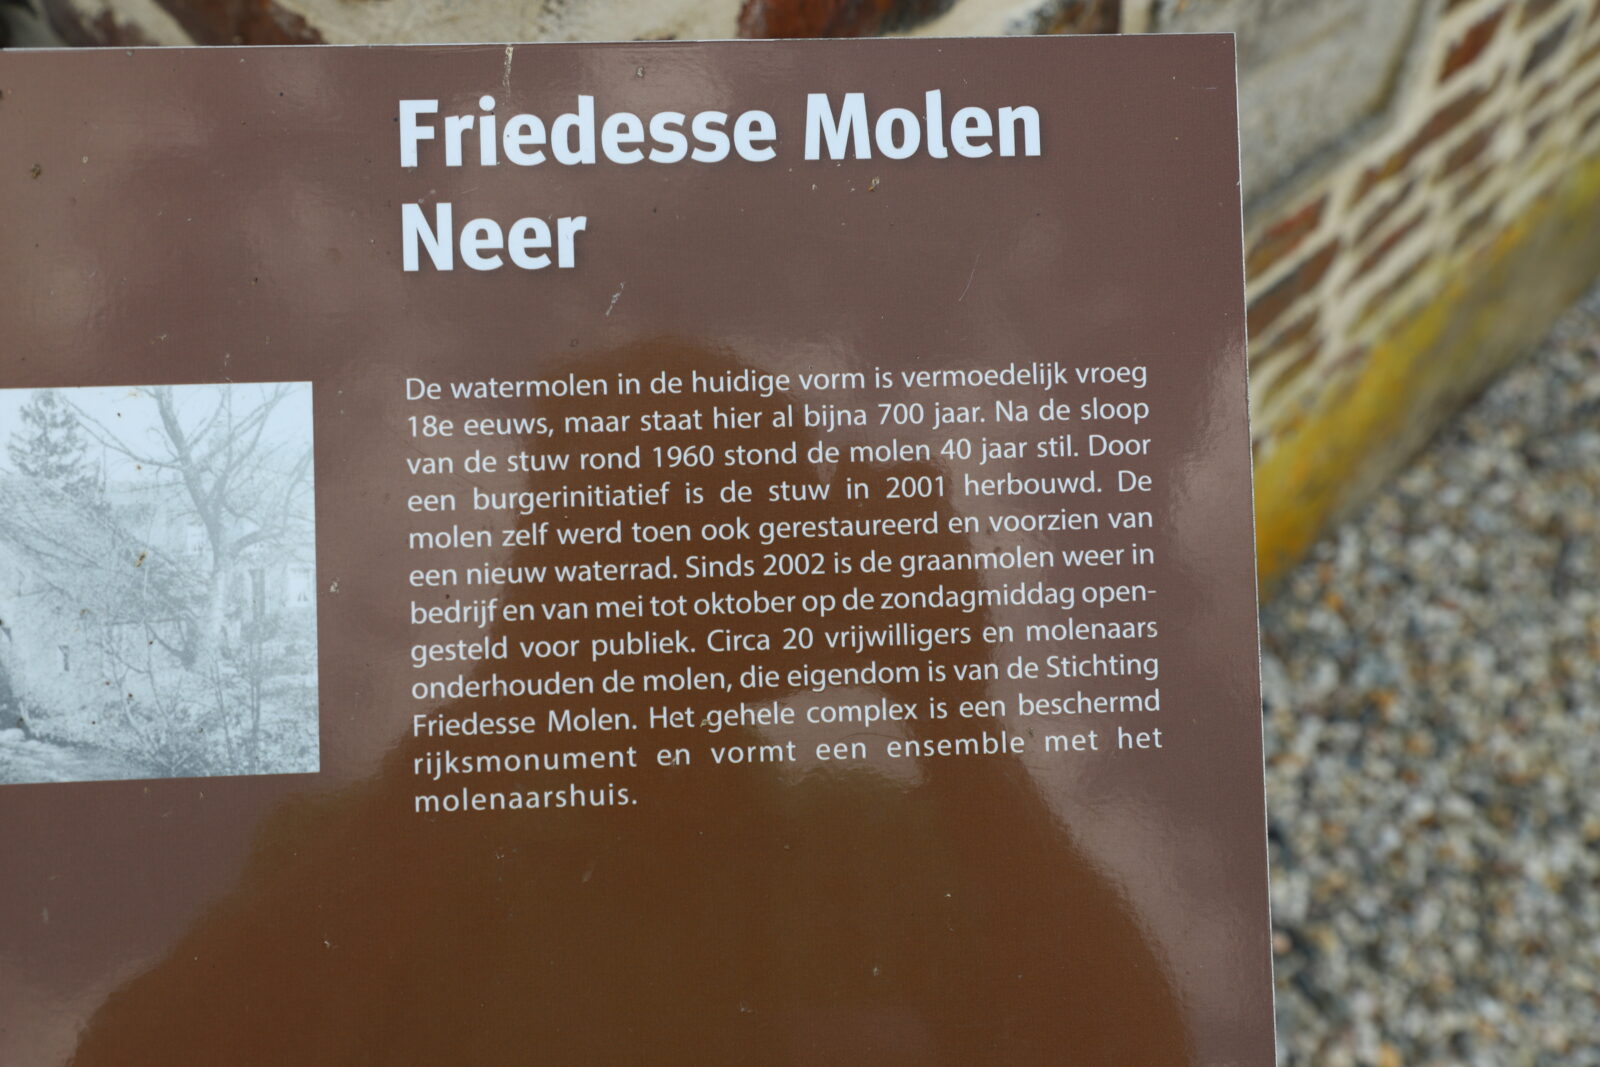 Friedesse Molen
Neer
De watermolen in de huidige vorm is vermoedelijk vroeg
18e eeuws, maar staat hier al bijna 700 jaar. Na de sloop
van de stuw rond 1960 stond de molen 40 jaar stil. Door
een burgerinitiatief is de stuw in 2001 herbouwd. De
molen zelf werd toen ook gerestaureerd en voorzien van
een nieuw waterrad. Sinds 2002 is de graanmolen weer in
bedrijf en van mei tot oktober op de zondagmiddag open-
gesteld voor publiek. Circa 20 vrijwilligers en molenaars
onderhouden de molen, die eigendom is van de Stichting
Friedesse Molen. Het gehele complex is een beschermd
rijksmonument en vormt een ensemble met het
molenaarshuis.